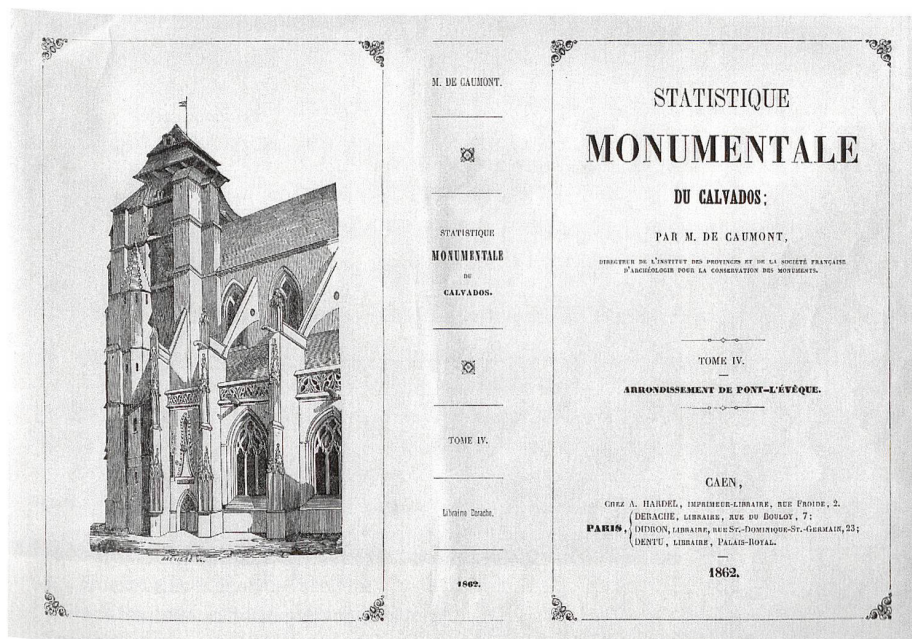 M. DE CAUMONT.
STATISTIQUE
MONUMENTALE
DU
CALVADOS.
TOME IV.
Librairie Derache.
1862.
STATISTIQUE
MONUMENTALE
DU CALVADOS;
PAR M. DE CAUMONT,
DIRECTEUR DE L'INSTITUT DES PROVINCES ET DE LA SOCIÉTÉ FRANÇAISE
D'ARCHÉOLOGIE POUR LA CONSERVATION DES MONUMENTS.
TOME IV.
ARRONDISSEMENT DE PONT-L'ÉVÊQUE.
CAEN,
CHEZ A. HARDEL, IMPRIMEUR-LIBRAIRE, RUE FROIDE, 2.
DERACHE, LIBRAIRE, RUE DU BOULOY, 7;
PARIS, DIDRON, LIBRAIRE, RUE ST.-DOMINIQUE-ST.-GERMAIN, 23;
DENTU, LIBRAIRE, PALAIS-ROYAL.
1862.